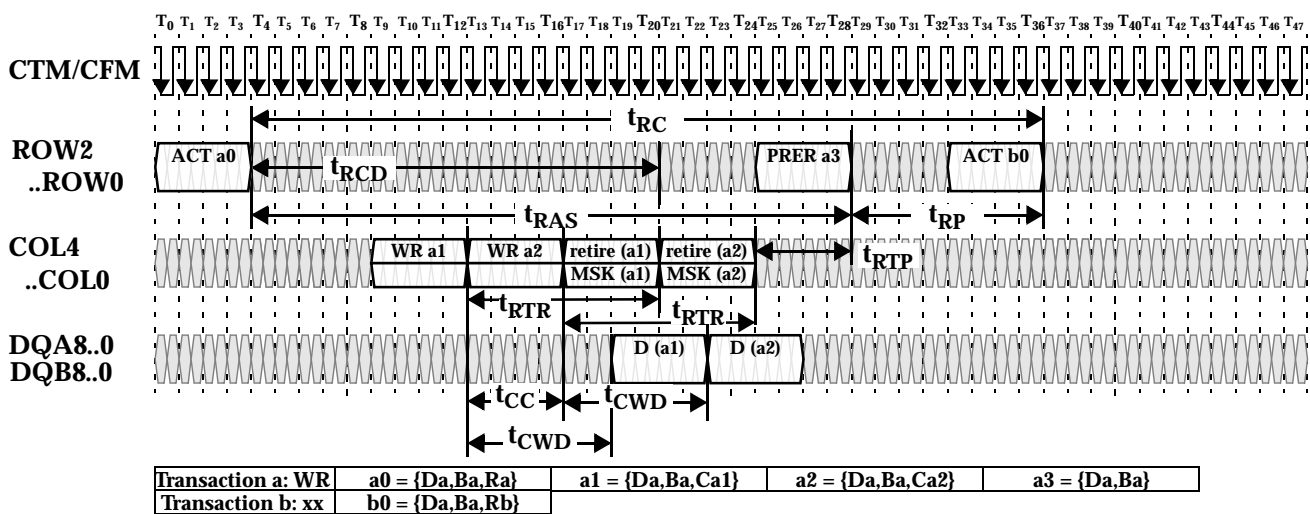 T0 T1 T2 T3 T4 T5 T6 T7 T8 T9 T10 T11 T12 T13 T14 T15 T16 T17 T18 T19 T20 T21 T22 T23 T24 T25 T26 T27 T28 T29 T30 T31 T32 T33 T34 T35 T36 T37 T38 T39 T40 T41 T42 T43 T44 T45 T46 T47
CTM/CFM
tRC
ROW2
..ROW0
ACT a0
PRER a3
ACT b0
tRCD
tRAS
tRP
COL4
..COL0
WR a1
WR a2
retire (a1)
retire (a2)
MSK (a1)
MSK (a2)
tRTP
tRTR
tRTR
DQA8..0
DQB8..0
D (a1)
D (a2)
tCC
tCWD
tCWD
Transaction a: WR a0 = {Da,Ba,Ra} a1 = {Da,Ba,Ca1} a2 = {Da,Ba,Ca2} a3 = {Da,Ba}
Transaction b: xx b0 = {Da,Ba,Rb}